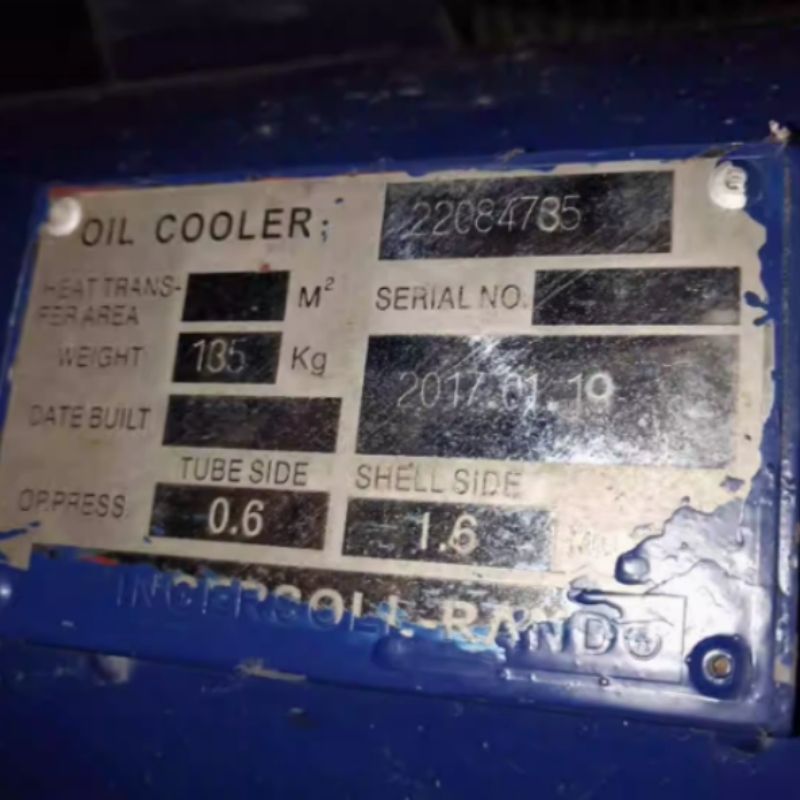 OIL COOLER: 22084735
HEAT TRANS-
FER AREA M² SERIAL NO.
WEIGHT 135 Kg
2017.01.19
DATE BUILT
TUBE SIDE SHELL SIDE
OP.PRESS. 0.6 1.6
INGERSOLL-RAND